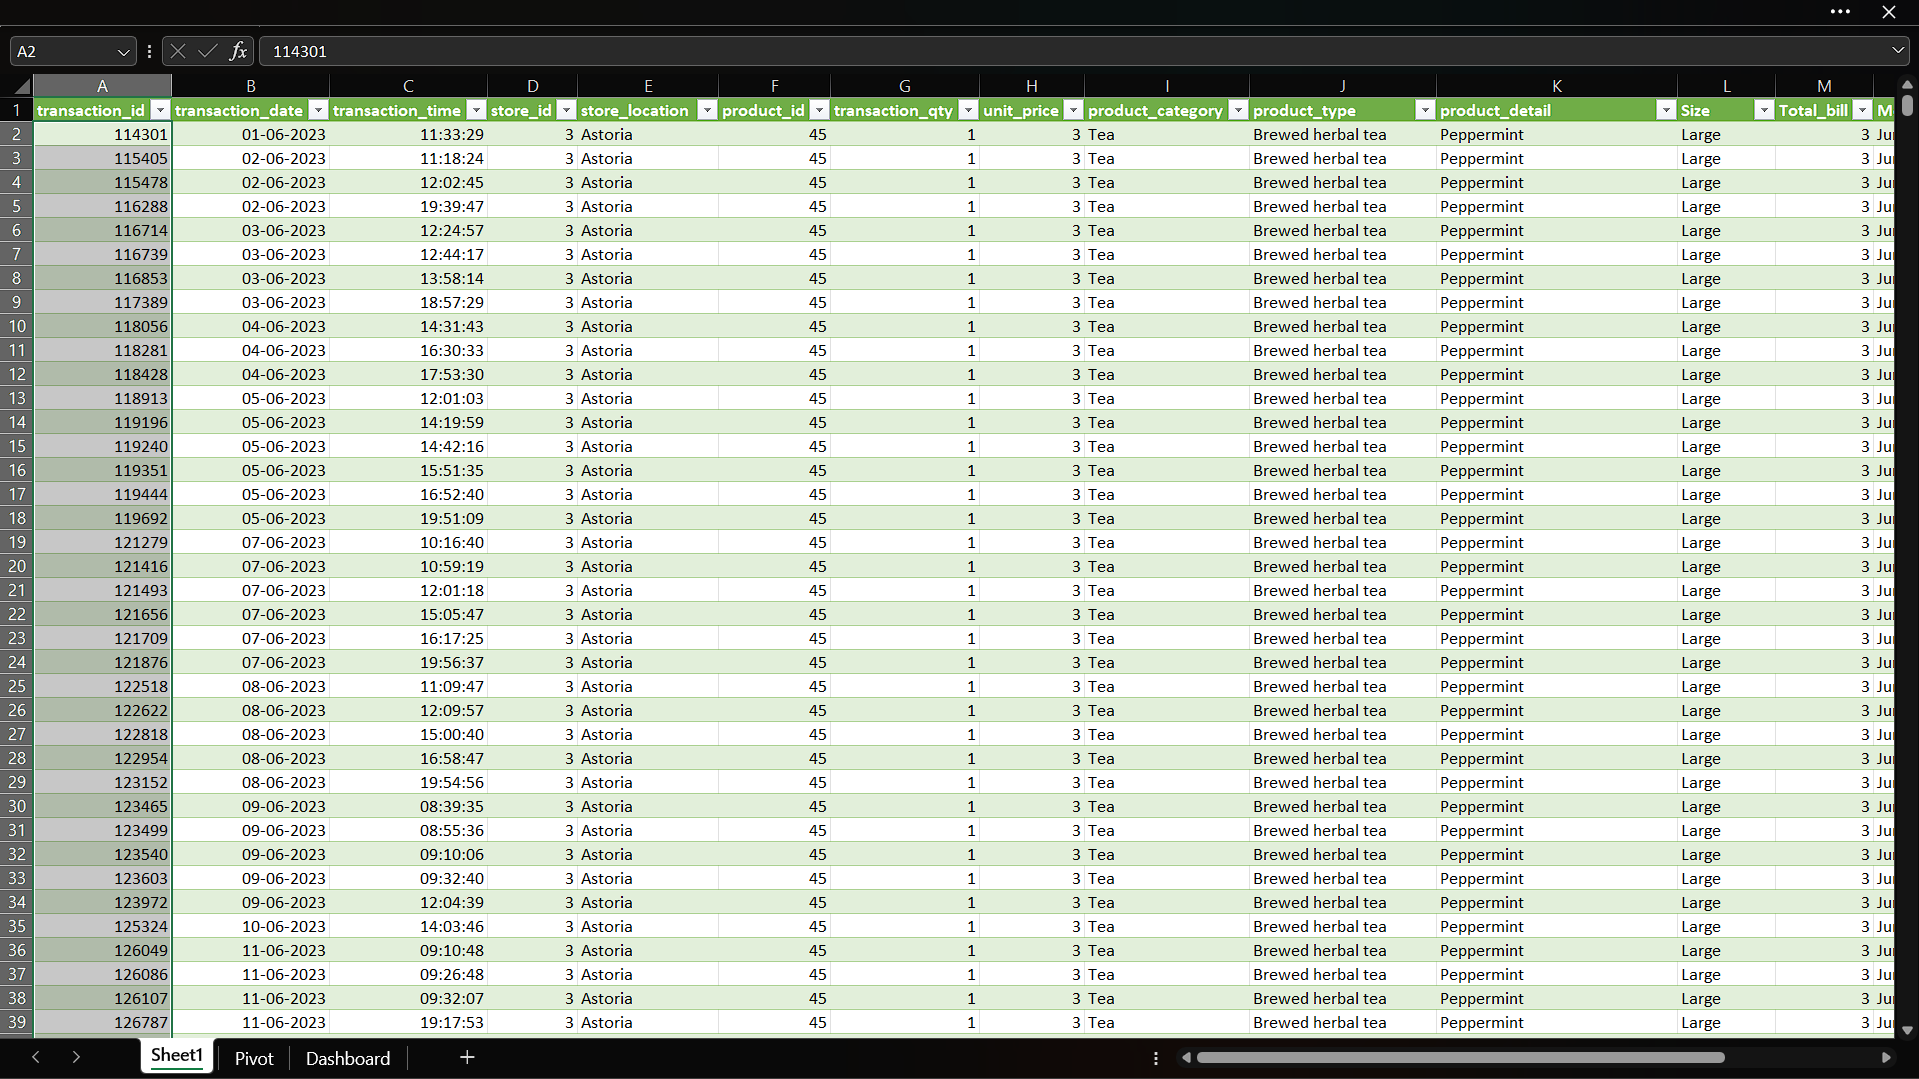 A2 fx 114301
A B C D E F G H I J K L M
1 transaction_id transaction_date transaction_time store_id store_location product_id transaction_qty unit_price product_category product_type product_detail Size Total_bill M
2 114301 01-06-2023 11:33:29 3 Astoria 45 1 3 Tea Brewed herbal tea Peppermint Large 3 Ju
3 115405 02-06-2023 11:18:24 3 Astoria 45 1 3 Tea Brewed herbal tea Peppermint Large 3 Ju
4 115478 02-06-2023 12:02:45 3 Astoria 45 1 3 Tea Brewed herbal tea Peppermint Large 3 Ju
5 116288 02-06-2023 19:39:47 3 Astoria 45 1 3 Tea Brewed herbal tea Peppermint Large 3 Ju
6 116714 03-06-2023 12:24:57 3 Astoria 45 1 3 Tea Brewed herbal tea Peppermint Large 3 Ju
7 116739 03-06-2023 12:44:17 3 Astoria 45 1 3 Tea Brewed herbal tea Peppermint Large 3 Ju
8 116853 03-06-2023 13:58:14 3 Astoria 45 1 3 Tea Brewed herbal tea Peppermint Large 3 Ju
9 117389 03-06-2023 18:57:29 3 Astoria 45 1 3 Tea Brewed herbal tea Peppermint Large 3 Ju
10 118056 04-06-2023 14:31:43 3 Astoria 45 1 3 Tea Brewed herbal tea Peppermint Large 3 Ju
11 118281 04-06-2023 16:30:33 3 Astoria 45 1 3 Tea Brewed herbal tea Peppermint Large 3 Ju
12 118428 04-06-2023 17:53:30 3 Astoria 45 1 3 Tea Brewed herbal tea Peppermint Large 3 Ju
13 118913 05-06-2023 12:01:03 3 Astoria 45 1 3 Tea Brewed herbal tea Peppermint Large 3 Ju
14 119196 05-06-2023 14:19:59 3 Astoria 45 1 3 Tea Brewed herbal tea Peppermint Large 3 Ju
15 119240 05-06-2023 14:42:16 3 Astoria 45 1 3 Tea Brewed herbal tea Peppermint Large 3 Ju
16 119351 05-06-2023 15:51:35 3 Astoria 45 1 3 Tea Brewed herbal tea Peppermint Large 3 Ju
17 119444 05-06-2023 16:52:40 3 Astoria 45 1 3 Tea Brewed herbal tea Peppermint Large 3 Ju
18 119692 05-06-2023 19:51:09 3 Astoria 45 1 3 Tea Brewed herbal tea Peppermint Large 3 Ju
19 121279 07-06-2023 10:16:40 3 Astoria 45 1 3 Tea Brewed herbal tea Peppermint Large 3 Ju
20 121416 07-06-2023 10:59:19 3 Astoria 45 1 3 Tea Brewed herbal tea Peppermint Large 3 Ju
21 121493 07-06-2023 12:01:18 3 Astoria 45 1 3 Tea Brewed herbal tea Peppermint Large 3 Ju
22 121656 07-06-2023 15:05:47 3 Astoria 45 1 3 Tea Brewed herbal tea Peppermint Large 3 Ju
23 121709 07-06-2023 16:17:25 3 Astoria 45 1 3 Tea Brewed herbal tea Peppermint Large 3 Ju
24 121876 07-06-2023 19:56:37 3 Astoria 45 1 3 Tea Brewed herbal tea Peppermint Large 3 Ju
25 122518 08-06-2023 11:09:47 3 Astoria 45 1 3 Tea Brewed herbal tea Peppermint Large 3 Ju
26 122622 08-06-2023 12:09:57 3 Astoria 45 1 3 Tea Brewed herbal tea Peppermint Large 3 Ju
27 122818 08-06-2023 15:00:40 3 Astoria 45 1 3 Tea Brewed herbal tea Peppermint Large 3 Ju
28 122954 08-06-2023 16:58:47 3 Astoria 45 1 3 Tea Brewed herbal tea Peppermint Large 3 Ju
29 123152 08-06-2023 19:54:56 3 Astoria 45 1 3 Tea Brewed herbal tea Peppermint Large 3 Ju
30 123465 09-06-2023 08:39:35 3 Astoria 45 1 3 Tea Brewed herbal tea Peppermint Large 3 Ju
31 123499 09-06-2023 08:55:36 3 Astoria 45 1 3 Tea Brewed herbal tea Peppermint Large 3 Ju
32 123540 09-06-2023 09:10:06 3 Astoria 45 1 3 Tea Brewed herbal tea Peppermint Large 3 Ju
33 123603 09-06-2023 09:32:40 3 Astoria 45 1 3 Tea Brewed herbal tea Peppermint Large 3 Ju
34 123972 09-06-2023 12:04:39 3 Astoria 45 1 3 Tea Brewed herbal tea Peppermint Large 3 Ju
35 125324 10-06-2023 14:03:46 3 Astoria 45 1 3 Tea Brewed herbal tea Peppermint Large 3 Ju
36 126049 11-06-2023 09:10:48 3 Astoria 45 1 3 Tea Brewed herbal tea Peppermint Large 3 Ju
37 126086 11-06-2023 09:26:48 3 Astoria 45 1 3 Tea Brewed herbal tea Peppermint Large 3 Ju
38 126107 11-06-2023 09:32:07 3 Astoria 45 1 3 Tea Brewed herbal tea Peppermint Large 3 Ju
39 126787 11-06-2023 19:17:53 3 Astoria 45 1 3 Tea Brewed herbal tea Peppermint Large 3 Ju
Sheet1 Pivot Dashboard